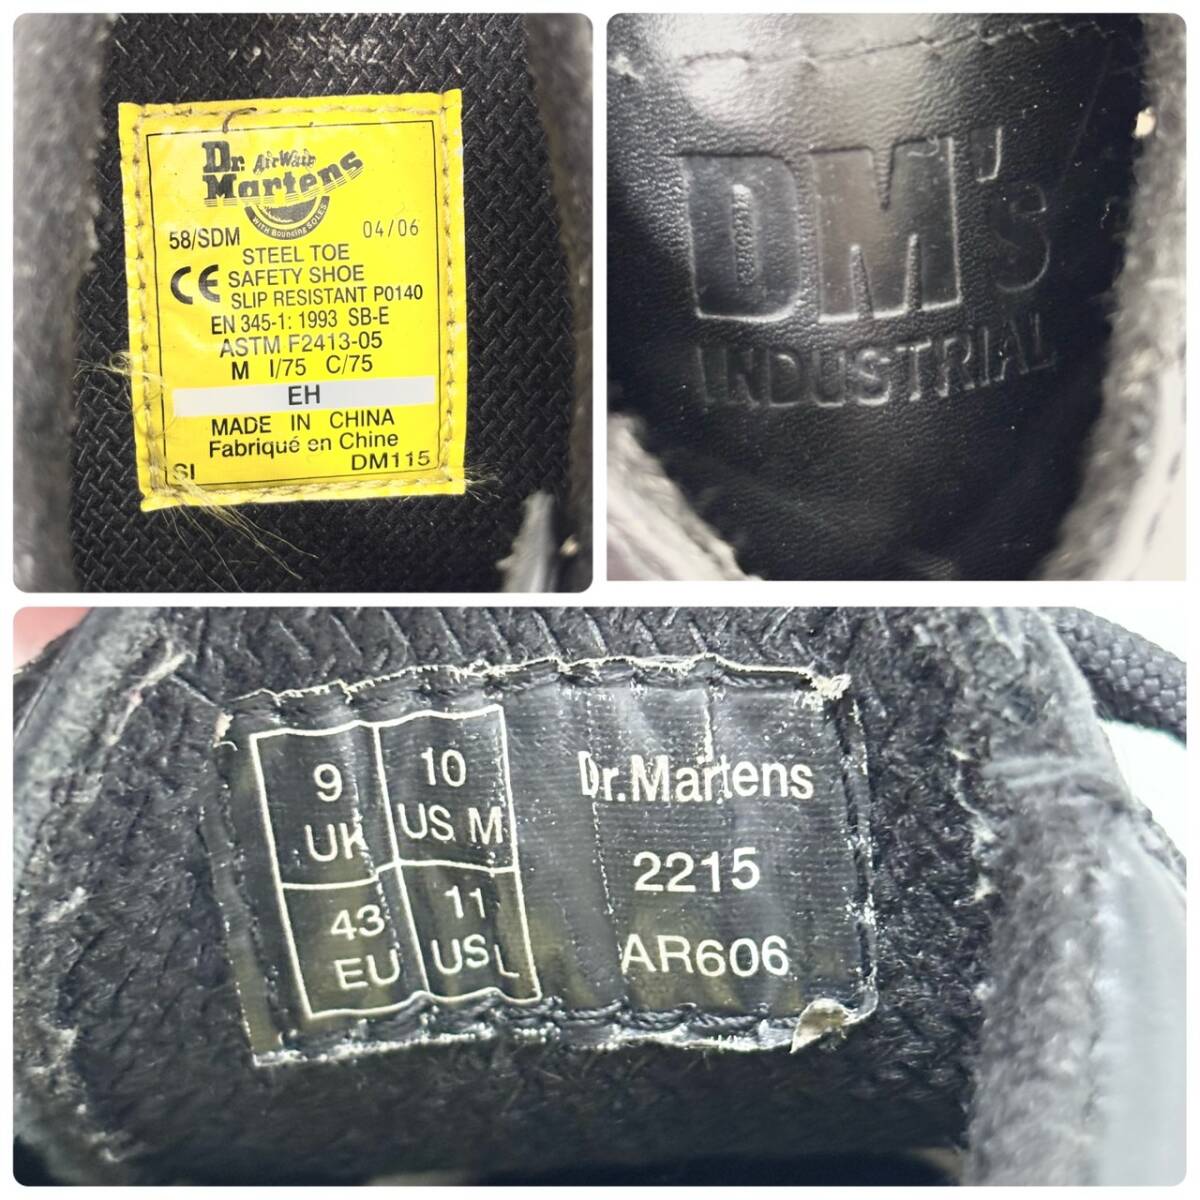 Dr. AirWair
Martens
WITH Bouncing SOLES
58/SDM 04/06
STEEL TOE
CE SAFETY SHOE
SLIP RESISTANT P0140
EN 345-1: 1993 SB-E
ASTM F2413-05
M I/75 C/75
EH
MADE IN CHINA
Fabriqué en Chine
SI DM115
DM's
INDUSTRIAL
9 UK
10 US M
43 EU
11 US L
Dr.Martens
2215
AR606